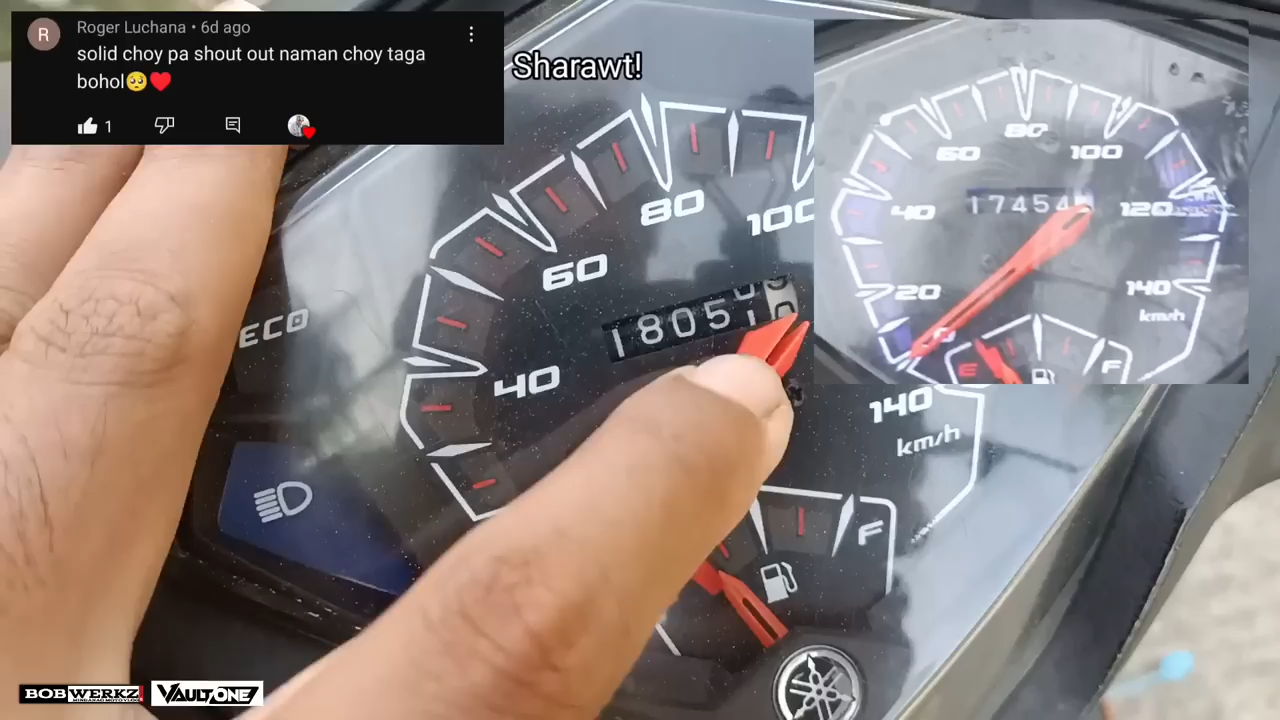 Roger Luchana • 6d ago
solid choy pa shout out naman choy taga
bohol🥺❤️
1
Sharawt!
80
100
60
40
18051
ECO
140
km/h
F
80
60
100
40
17454
120
20
140
km/h
E
F
BOBWERKZ!
VAULTONE